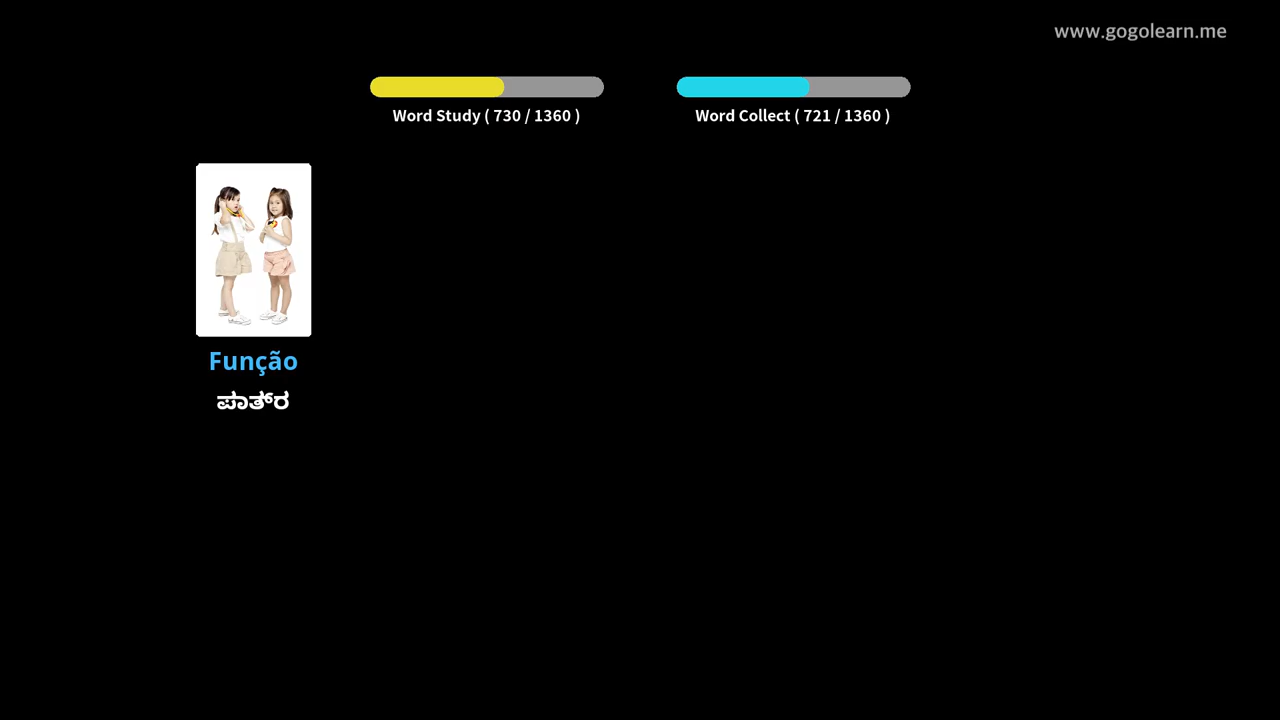 www.gogolearn.me
Word Study ( 730 / 1360 )
Word Collect ( 721 / 1360 )
Função
ಪಾತ್ರ